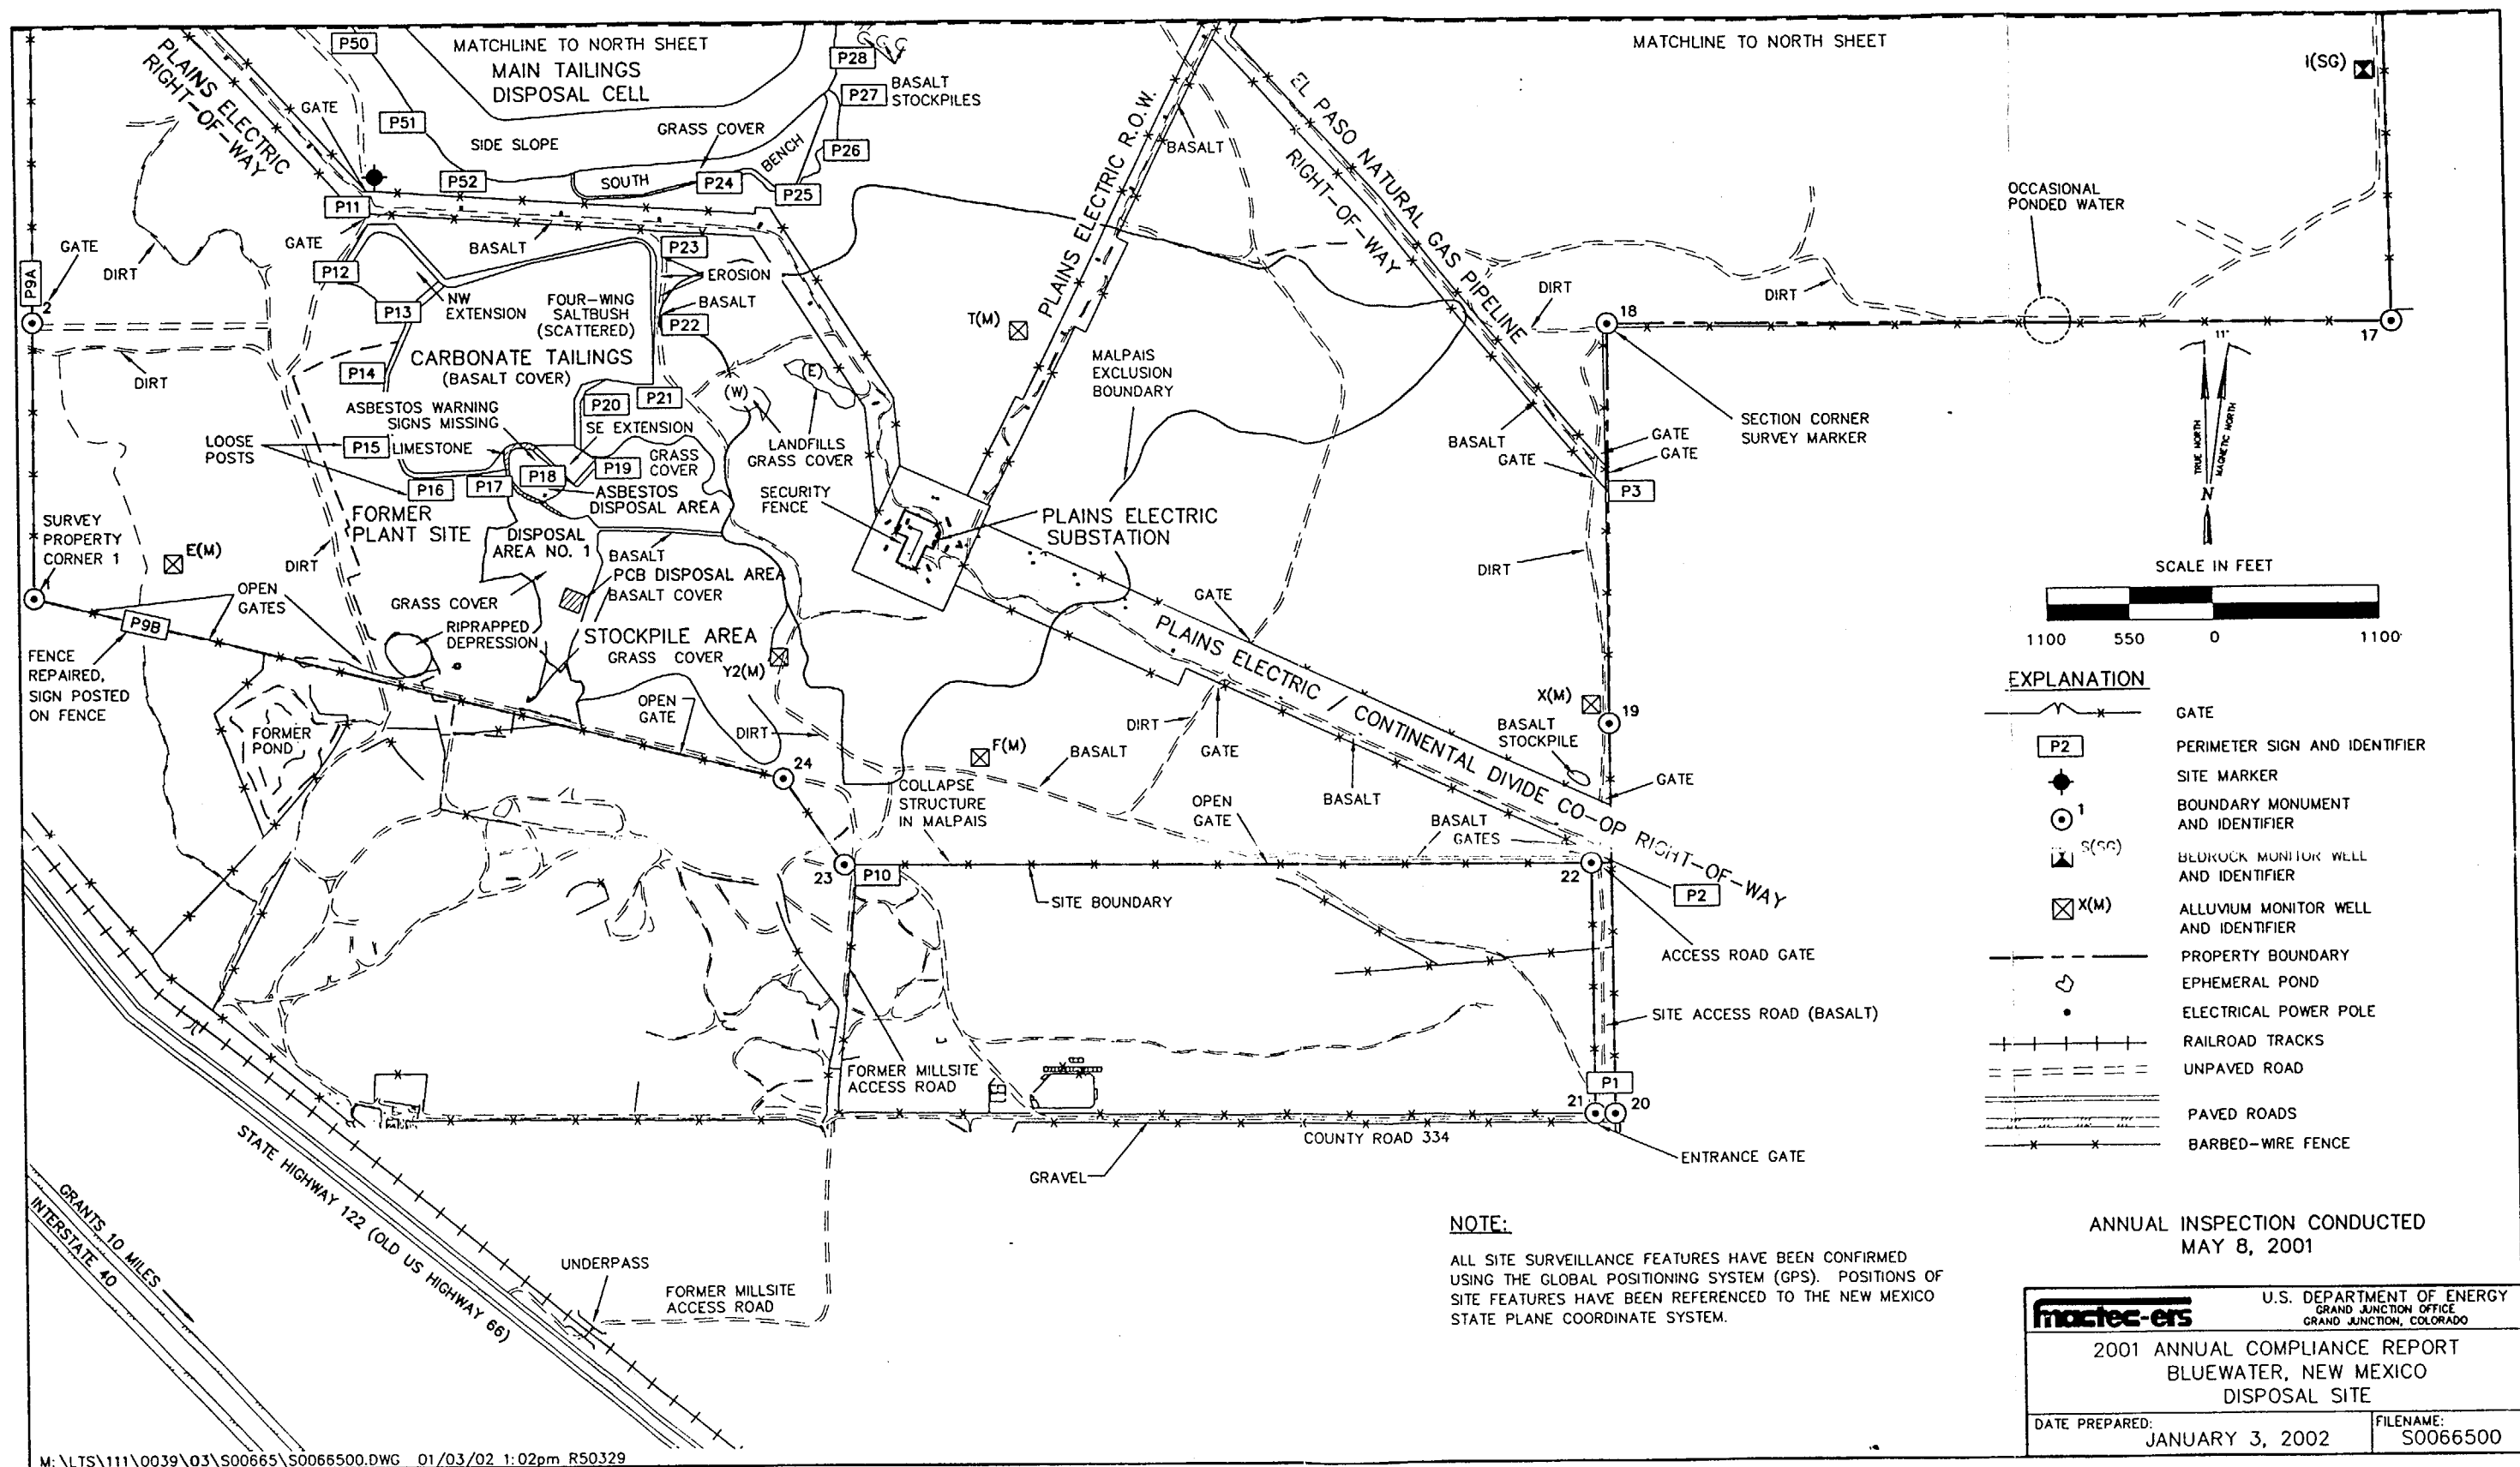 MATCHLINE TO NORTH SHEET
MAIN TAILINGS
DISPOSAL CELL
MATCHLINE TO NORTH SHEET
I(SG)
P50
P28
BASALT
STOCKPILES
P27
P51
P26
GATE
PLAINS ELECTRIC
RIGHT-OF-WAY
SIDE SLOPE
GRASS COVER
BENCH
SOUTH
P52
P24
P25
P11
PLAINS ELECTRIC R.O.W.
BASALT
EL PASO NATURAL GAS PIPELINE
RIGHT-OF-WAY
OCCASIONAL
PONDED WATER
P9A
GATE
2
DIRT
GATE
BASALT
P23
EROSION
BASALT
P22
P12
P13
NW
EXTENSION
FOUR-WING
SALTBUSH
(SCATTERED)
CARBONATE TAILINGS
(BASALT COVER)
P14
DIRT
T(M)
DIRT
DIRT
18
17
MALPAIS
EXCLUSION
BOUNDARY
SECTION CORNER
SURVEY MARKER
11°
TRUE NORTH
MAGNETIC NORTH
N
ASBESTOS WARNING
SIGNS MISSING
P20
P21
SE EXTENSION
(W)
(E)
LANDFILLS
GRASS COVER
LOOSE
POSTS
P15
LIMESTONE
P16
P17
P18
P19
GRASS
COVER
ASBESTOS
DISPOSAL AREA
SECURITY
FENCE
BASALT
GATE
GATE
GATE
P3
PLAINS ELECTRIC
SUBSTATION
FORMER
PLANT SITE
DISPOSAL
AREA NO. 1
BASALT
PCB DISPOSAL AREA
BASALT COVER
SURVEY
PROPERTY
CORNER 1
E(M)
DIRT
OPEN
GATES
GRASS COVER
RIPRAPPED
DEPRESSION
STOCKPILE AREA
GRASS COVER
Y2(M)
P9B
FENCE
REPAIRED,
SIGN POSTED
ON FENCE
FORMER
POND
OPEN
GATE
DIRT
24
F(M)
DIRT
GATE
DIRT
GATE
BASALT
PLAINS ELECTRIC / CONTINENTAL DIVIDE CO-OP RIGHT-OF-WAY
X(M)
19
BASALT
STOCKPILE
GATE
BASALT
COLLAPSE
STRUCTURE
IN MALPAIS
OPEN
GATE
BASALT
GATES
23
P10
22
P2
SITE BOUNDARY
ACCESS ROAD GATE
SITE ACCESS ROAD (BASALT)
FORMER MILLSITE
ACCESS ROAD
P1
21
20
COUNTY ROAD 334
GRAVEL
ENTRANCE GATE
STATE HIGHWAY 122 (OLD US HIGHWAY 66)
GRANTS 10 MILES
INTERSTATE 40
UNDERPASS
FORMER MILLSITE
ACCESS ROAD
SCALE IN FEET
1100 550 0 1100
EXPLANATION
GATE
P2 PERIMETER SIGN AND IDENTIFIER
SITE MARKER
1 BOUNDARY MONUMENT
AND IDENTIFIER
S(SG) BEDROCK MONITOR WELL
AND IDENTIFIER
X(M) ALLUVIUM MONITOR WELL
AND IDENTIFIER
PROPERTY BOUNDARY
EPHEMERAL POND
ELECTRICAL POWER POLE
RAILROAD TRACKS
UNPAVED ROAD
PAVED ROADS
BARBED-WIRE FENCE
NOTE:
ALL SITE SURVEILLANCE FEATURES HAVE BEEN CONFIRMED
USING THE GLOBAL POSITIONING SYSTEM (GPS). POSITIONS OF
SITE FEATURES HAVE BEEN REFERENCED TO THE NEW MEXICO
STATE PLANE COORDINATE SYSTEM.
ANNUAL INSPECTION CONDUCTED
MAY 8, 2001
mactec-ers
U.S. DEPARTMENT OF ENERGY
GRAND JUNCTION OFFICE
GRAND JUNCTION, COLORADO
2001 ANNUAL COMPLIANCE REPORT
BLUEWATER, NEW MEXICO
DISPOSAL SITE
DATE PREPARED:
JANUARY 3, 2002
FILENAME:
S0066500
M:\LTS\111\0039\03\S00665\S0066500.DWG 01/03/02 1:02pm R50329